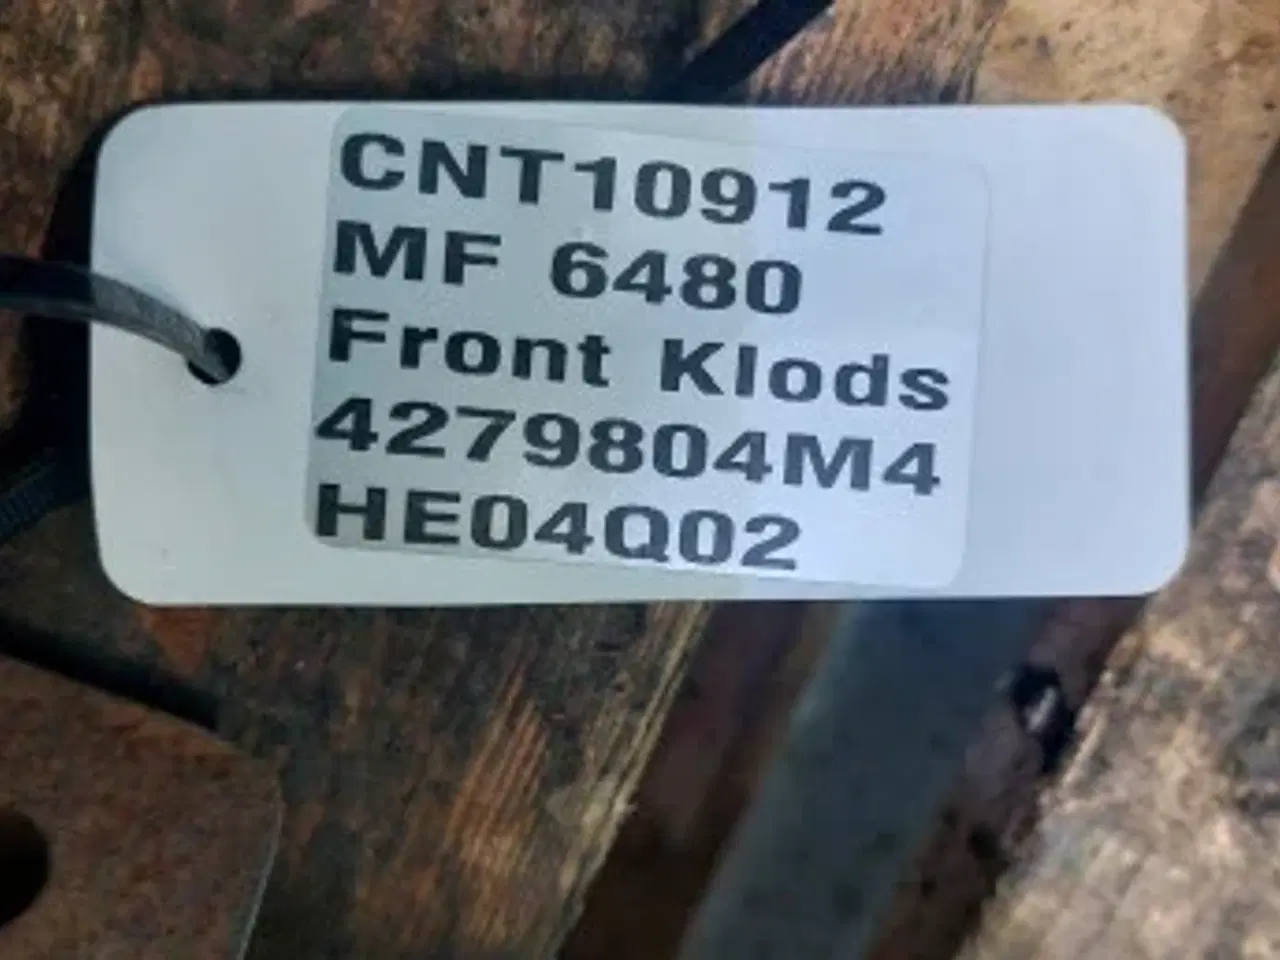 CNT10912
MF 6480
Front Klods
4279804M4
HE04Q02